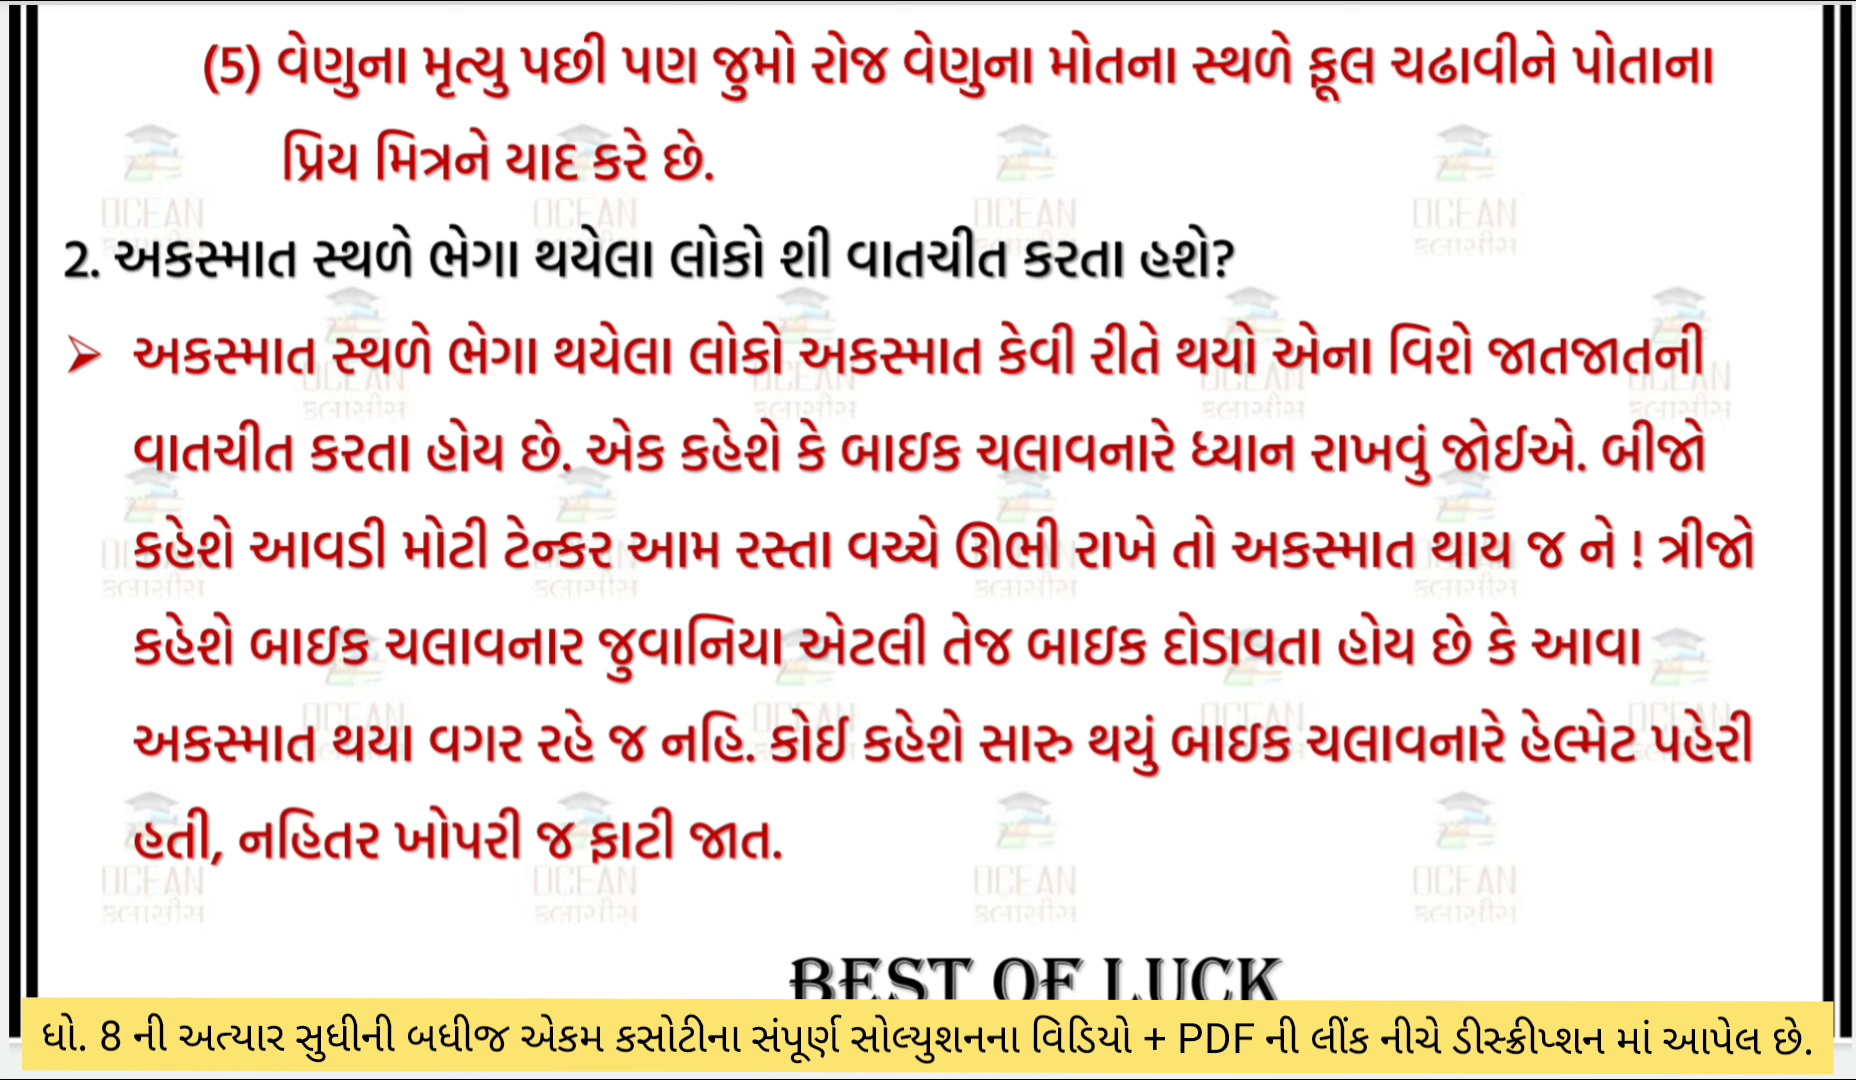 (5) વેણુના મૃત્યુ પછી પણ જુમો રોજ વેણુના મોતના સ્થળે ફૂલ ચઢાવીને પોતાના
પ્રિય મિત્રને યાદ કરે છે.
2. અકસ્માત સ્થળે ભેગા થયેલા લોકો શી વાતચીત કરતા હશે?
➢ અકસ્માત સ્થળે ભેગા થયેલા લોકો અકસ્માત કેવી રીતે થયો એના વિશે જાતજાતની
વાતચીત કરતા હોય છે. એક કહેશે કે બાઇક ચલાવનારે ધ્યાન રાખવું જોઈએ. બીજો
કહેશે આવડી મોટી ટેન્કર આમ રસ્તા વચ્ચે ઊભી રાખે તો અકસ્માત થાય જ ને ! ત્રીજો
કહેશે બાઇક ચલાવનાર જુવાનિયા એટલી તેજ બાઇક દોડાવતા હોય છે કે આવા
અકસ્માત થયા વગર રહે જ નહિ. કોઈ કહેશે સારુ થયું બાઇક ચલાવનારે હેલ્મેટ પહેરી
હતી, નહિતર ખોપરી જ ફાટી જાત.
OCEAN
ક્લાસીસ
BEST OF LUCK
ધો. 8 ની અત્યાર સુધીની બધીજ એકમ કસોટીના સંપૂર્ણ સોલ્યુશનના વિડિયો + PDF ની લીંક નીચે ડીસ્ક્રીપ્શન માં આપેલ છે.